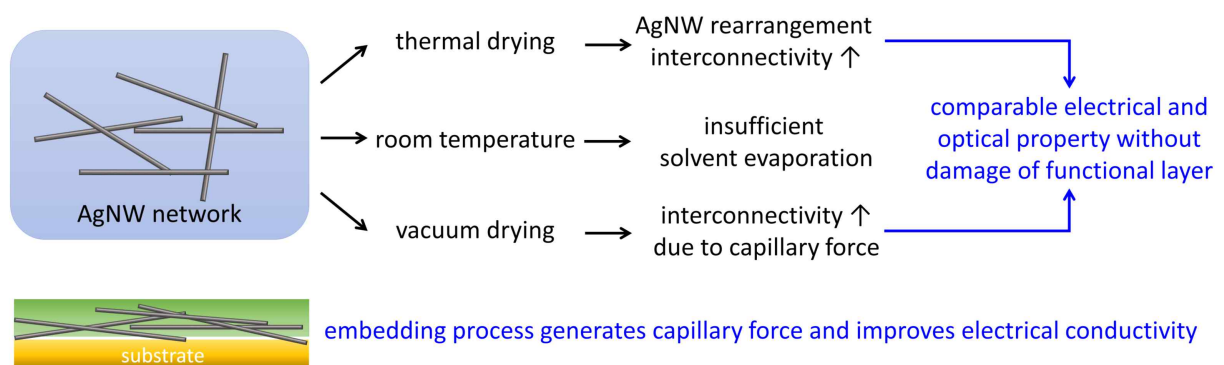 AgNW network
thermal drying
AgNW rearrangement
interconnectivity ↑
room temperature
insufficient
solvent evaporation
vacuum drying
interconnectivity ↑
due to capillary force
comparable electrical and
optical property without
damage of functional layer
substrate
embedding process generates capillary force and improves electrical conductivity